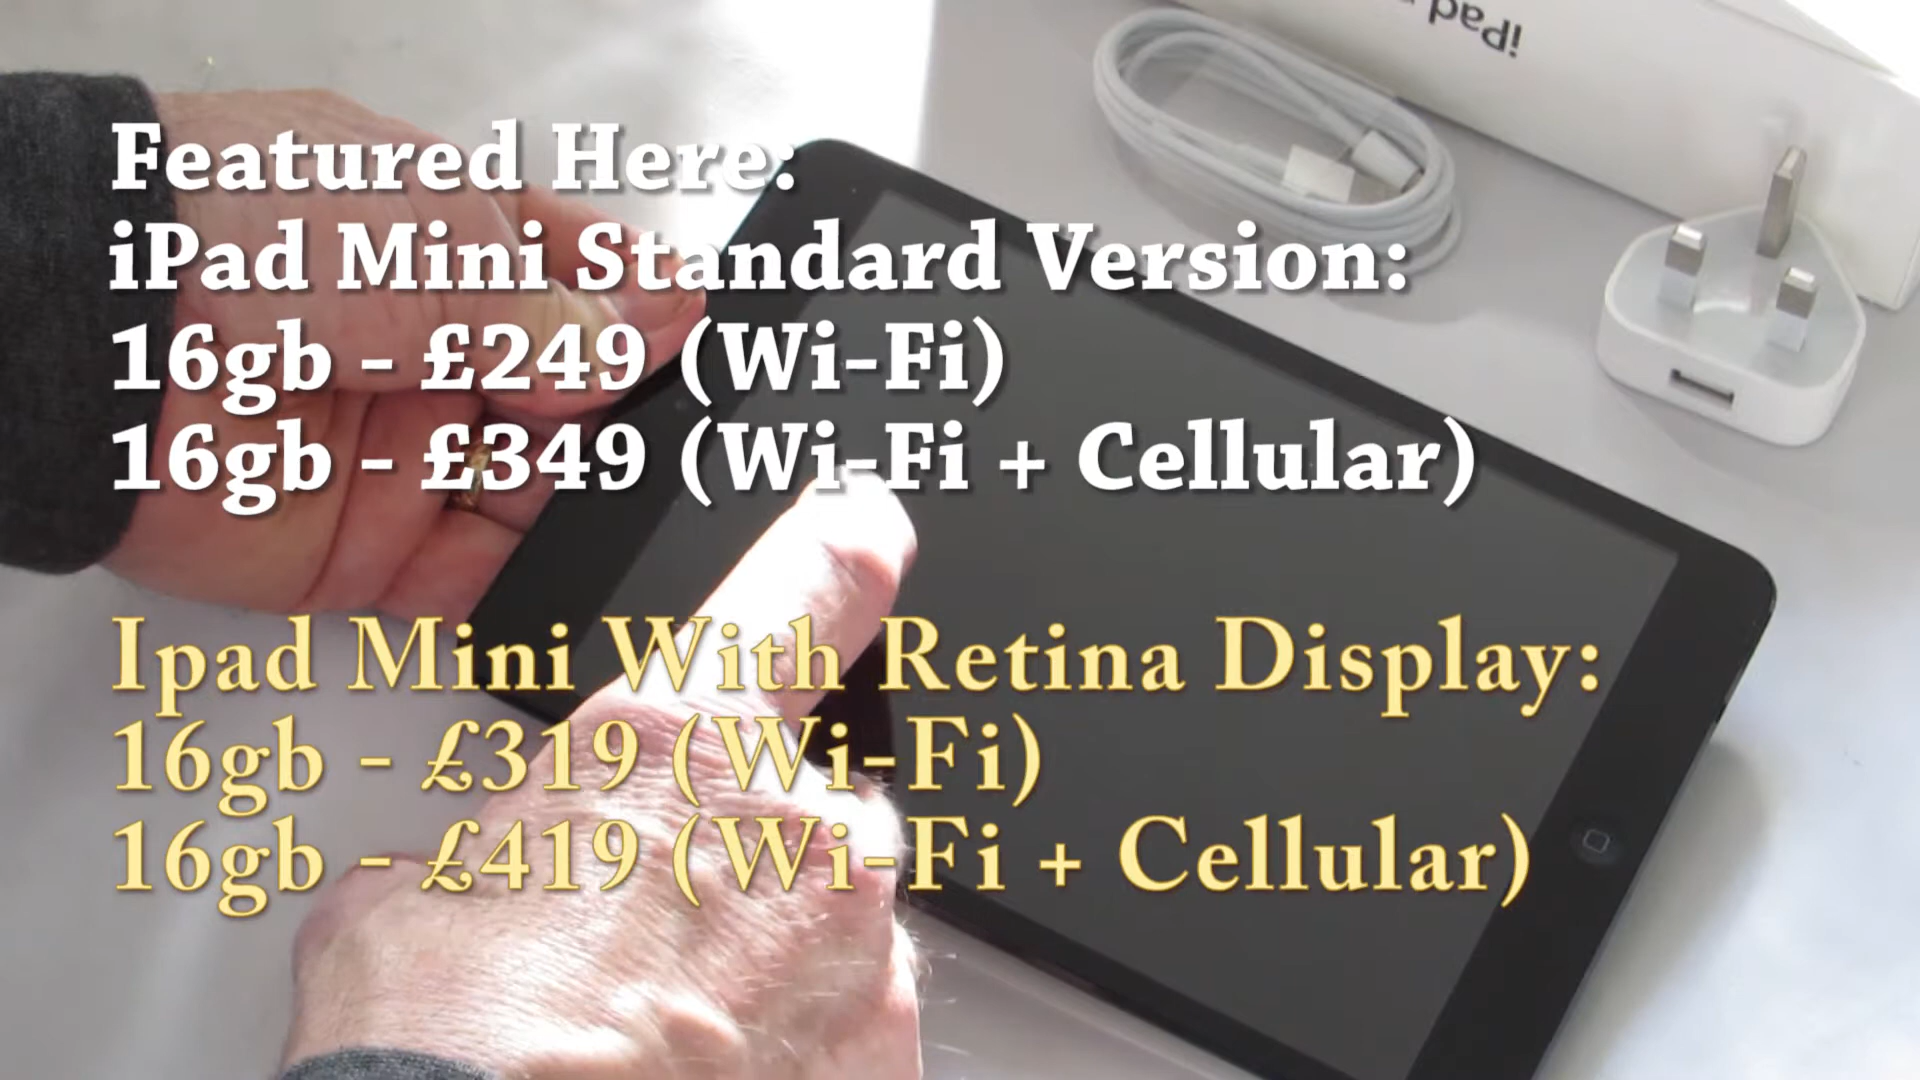 iPad
Featured Here:
iPad Mini Standard Version:
16gb - £249 (Wi-Fi)
16gb - £349 (Wi-Fi + Cellular)
Ipad Mini With Retina Display:
16gb - £319 (Wi-Fi)
16gb - £419 (Wi-Fi + Cellular)